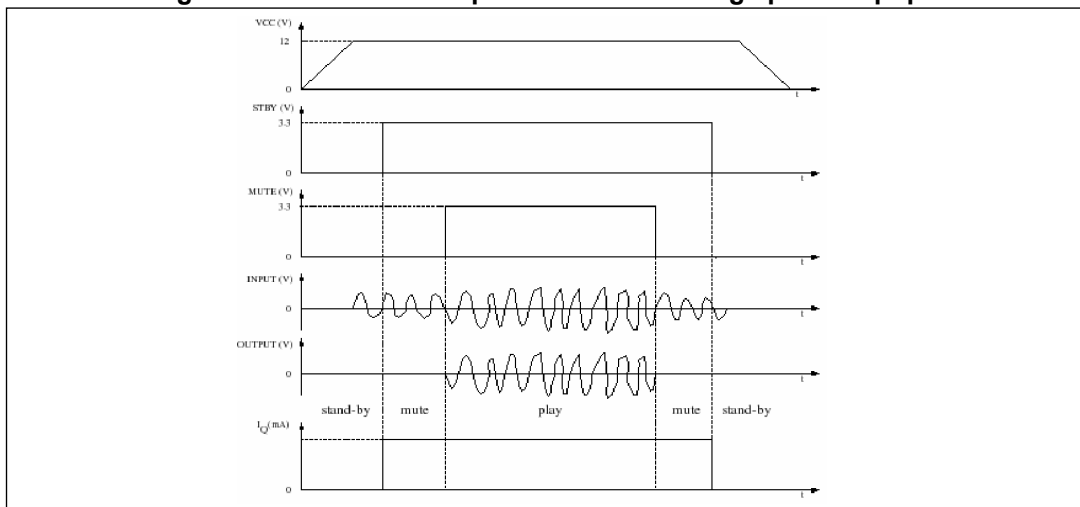 VCC (V)
12
0
t
STBY (V)
3.3
0
t
MUTE (V)
3.3
0
t
INPUT (V)
0
t
OUTPUT (V)
0
t
stand-by mute play mute stand-by
IQ(mA)
0
t